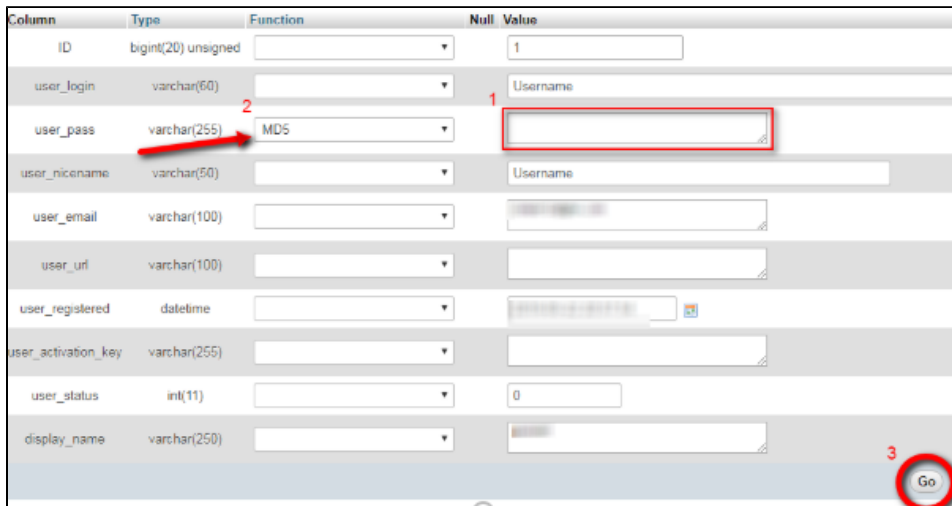 Column Type Function Null Value
ID bigint(20) unsigned 1
user_login varchar(60) Username
2 1
user_pass varchar(255) MD5
user_nicename varchar(50) Username
user_email varchar(100)
user_url varchar(100)
user_registered datetime
user_activation_key varchar(255)
user_status int(11) 0
display_name varchar(250)
3
Go